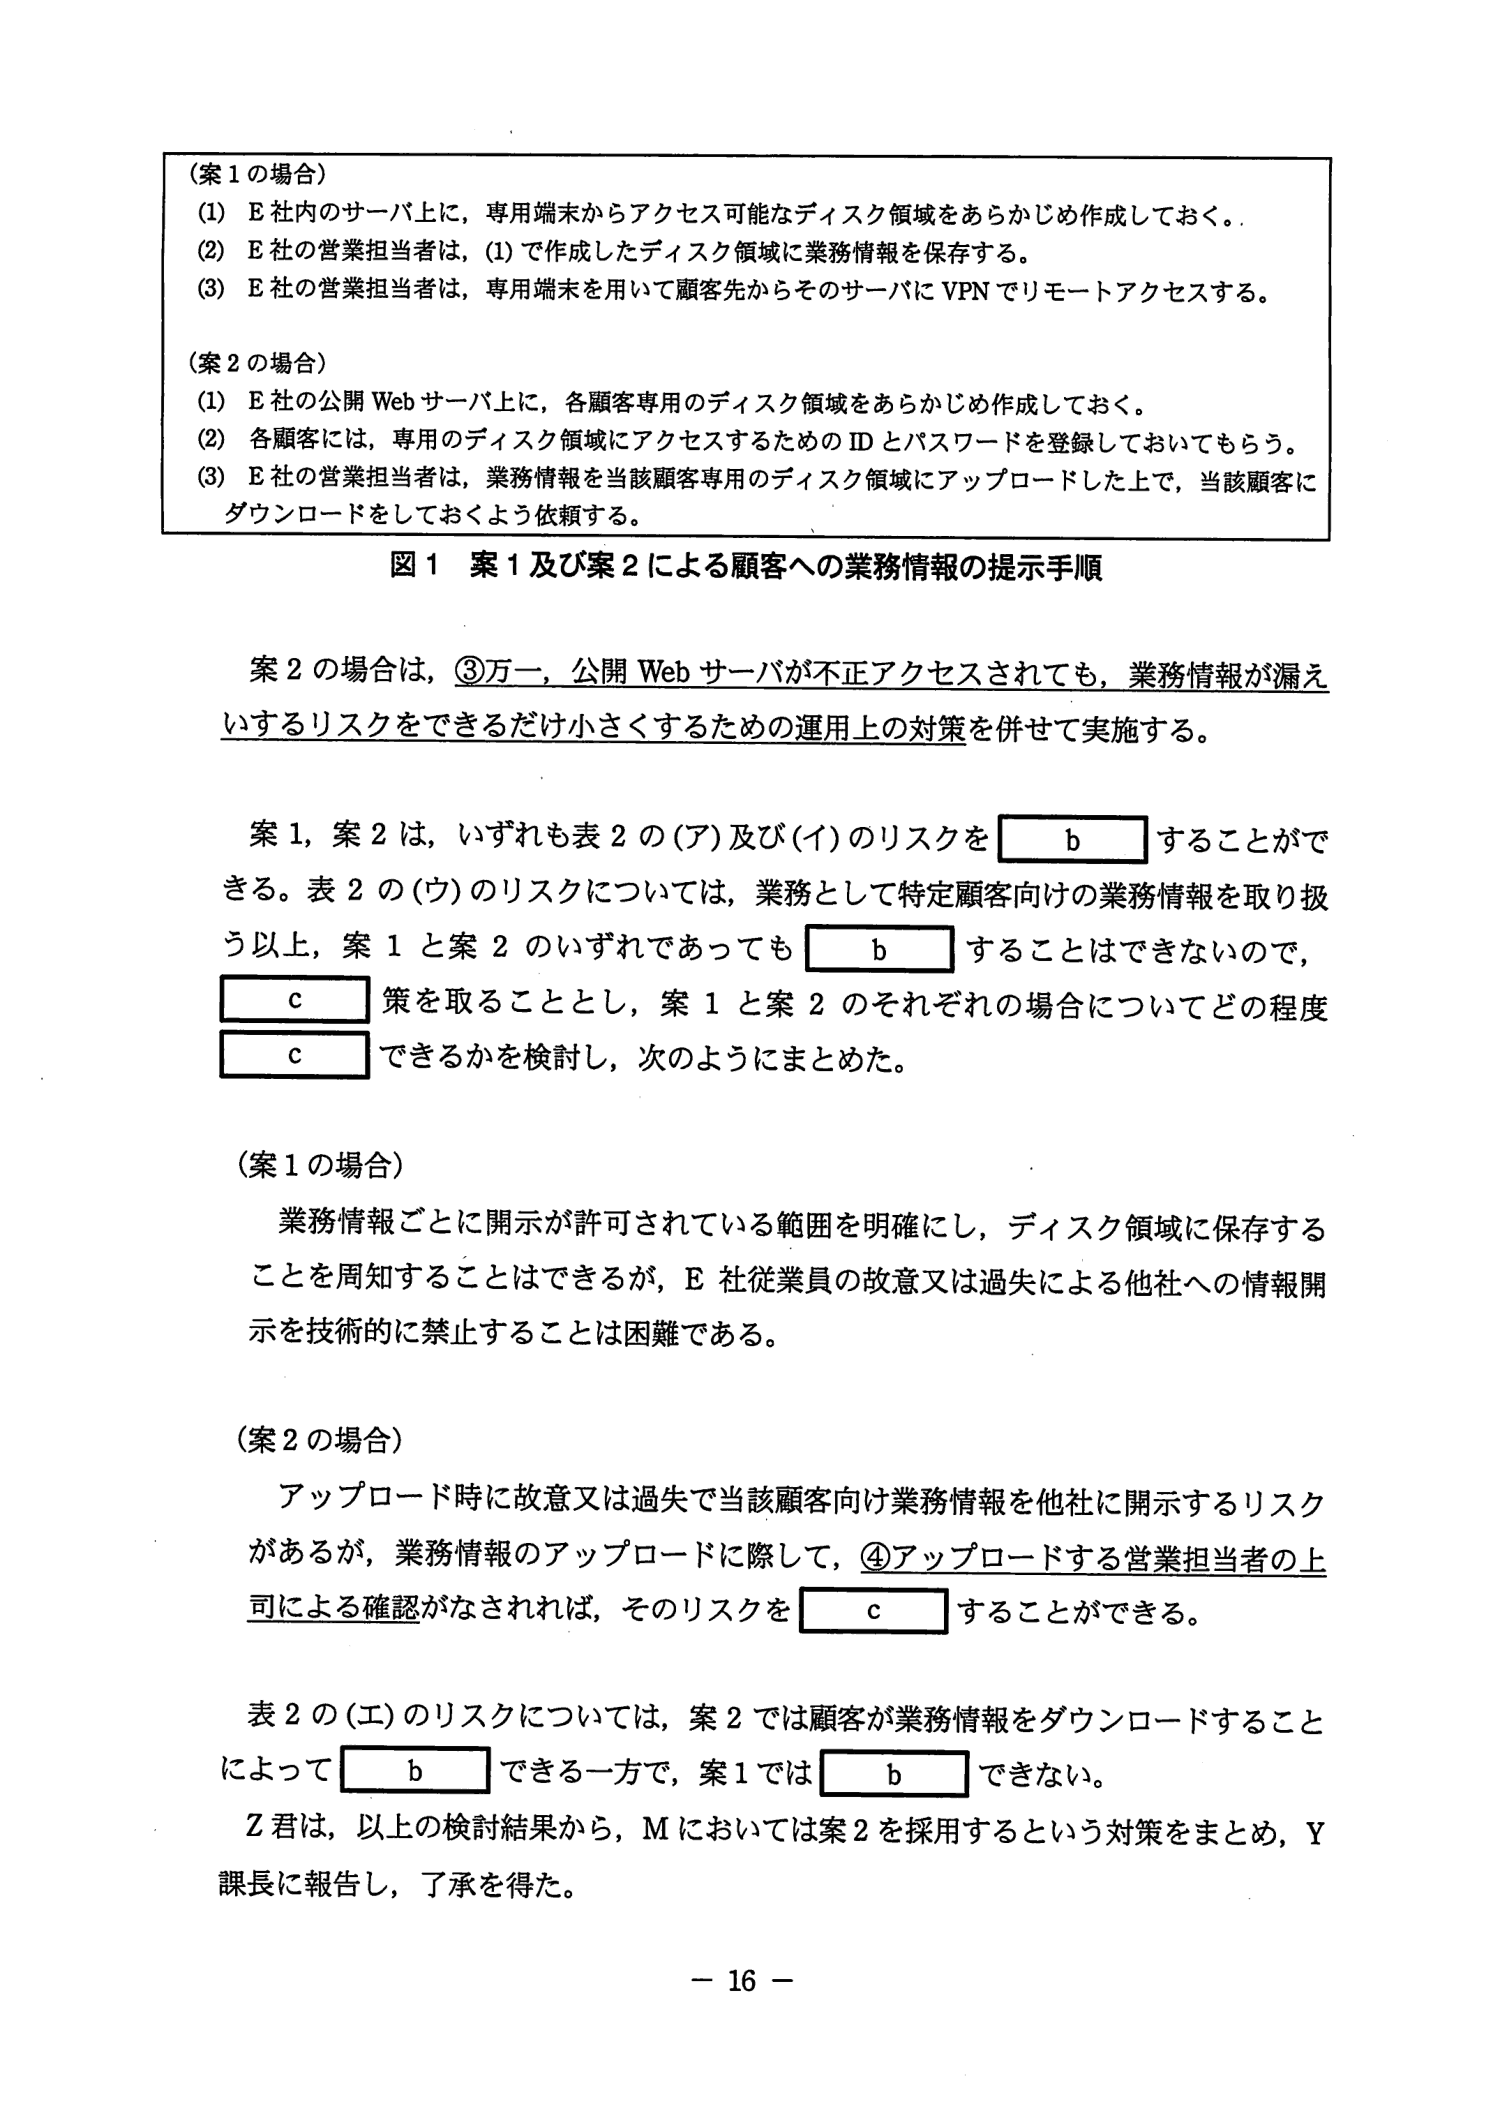 （案1の場合）
(1) E社内のサーバ上に，専用端末からアクセス可能なディスク領域をあらかじめ作成しておく。
(2) E社の営業担当者は，(1)で作成したディスク領域に業務情報を保存する。
(3) E社の営業担当者は，専用端末を用いて顧客先からそのサーバにVPNでリモートアクセスする。
（案2の場合）
(1) E社の公開Webサーバ上に，各顧客専用のディスク領域をあらかじめ作成しておく。
(2) 各顧客には，専用のディスク領域にアクセスするためのIDとパスワードを登録しておいてもらう。
(3) E社の営業担当者は，業務情報を当該顧客専用のディスク領域にアップロードした上で，当該顧客に
ダウンロードをしておくよう依頼する。
図1 案1及び案2による顧客への業務情報の提示手順
案2の場合は，③万一，公開Webサーバが不正アクセスされても，業務情報が漏え
いするリスクをできるだけ小さくするための運用上の対策を併せて実施する。
案1，案2は，いずれも表2の(ア)及び(イ)のリスクを b することがで
きる。表2の(ウ)のリスクについては，業務として特定顧客向けの業務情報を取り扱
う以上，案1と案2のいずれであっても b することはできないので，
c 策を取ることとし，案1と案2のそれぞれの場合についてどの程度
c できるかを検討し，次のようにまとめた。
（案1の場合）
業務情報ごとに開示が許可されている範囲を明確にし，ディスク領域に保存する
ことを周知することはできるが，E社従業員の故意又は過失による他社への情報開
示を技術的に禁止することは困難である。
（案2の場合）
アップロード時に故意又は過失で当該顧客向け業務情報を他社に開示するリスク
があるが，業務情報のアップロードに際して，④アップロードする営業担当者の上
司による確認がなされれば，そのリスクを c することができる。
表2の(エ)のリスクについては，案2では顧客が業務情報をダウンロードすること
によって b できる一方で，案1では b できない。
Z君は，以上の検討結果から，Mにおいては案2を採用するという対策をまとめ，Y
課長に報告し，了承を得た。
－ 16 －